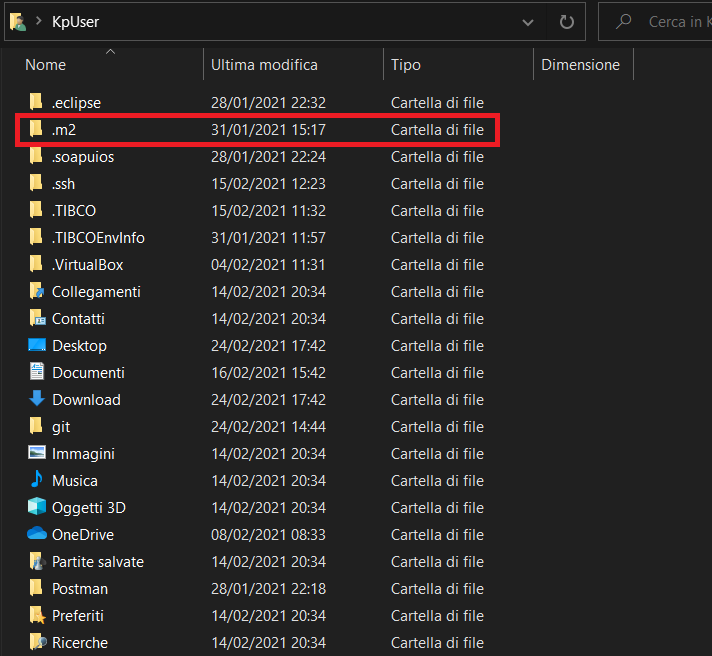 KpUser
Cerca in K
Nome Ultima modifica Tipo Dimensione
.eclipse 28/01/2021 22:32 Cartella di file
.m2 31/01/2021 15:17 Cartella di file
.soapuios 28/01/2021 22:24 Cartella di file
.ssh 15/02/2021 12:23 Cartella di file
.TIBCO 15/02/2021 11:32 Cartella di file
.TIBCOEnvInfo 31/01/2021 11:57 Cartella di file
.VirtualBox 04/02/2021 11:31 Cartella di file
Collegamenti 14/02/2021 20:34 Cartella di file
Contatti 14/02/2021 20:34 Cartella di file
Desktop 24/02/2021 17:42 Cartella di file
Documenti 16/02/2021 15:42 Cartella di file
Download 24/02/2021 17:42 Cartella di file
git 24/02/2021 14:44 Cartella di file
Immagini 14/02/2021 20:34 Cartella di file
Musica 14/02/2021 20:34 Cartella di file
Oggetti 3D 14/02/2021 20:34 Cartella di file
OneDrive 08/02/2021 08:33 Cartella di file
Partite salvate 14/02/2021 20:34 Cartella di file
Postman 28/01/2021 22:18 Cartella di file
Preferiti 14/02/2021 20:34 Cartella di file
Ricerche 14/02/2021 20:34 Cartella di file